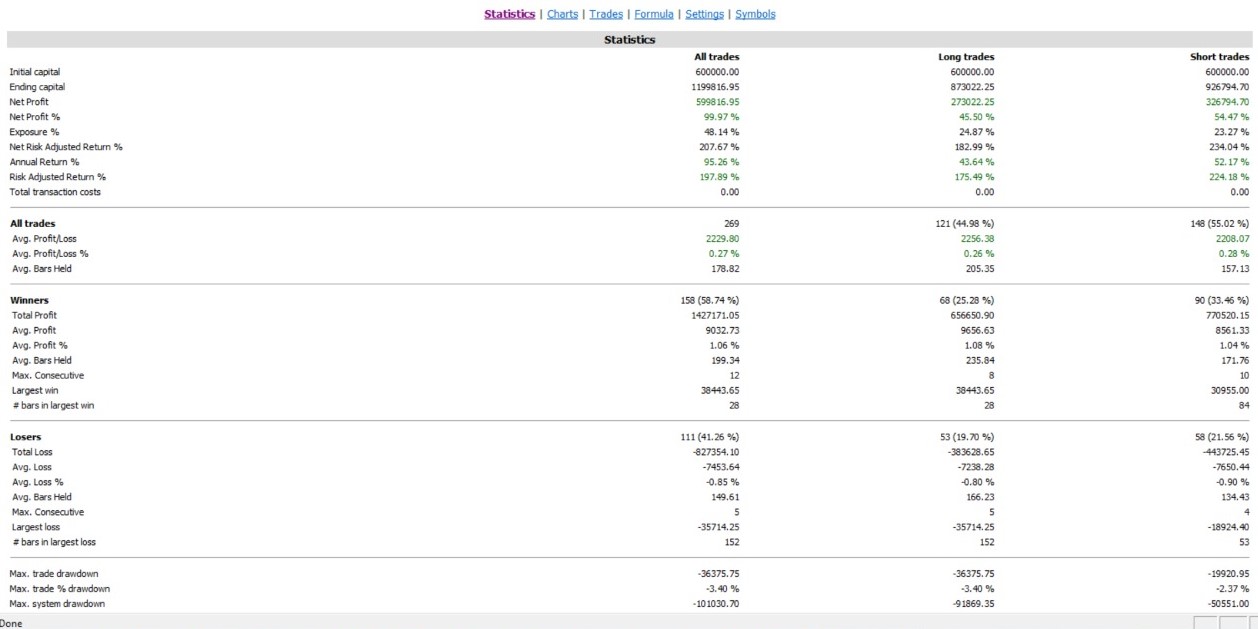 Statistics | Charts | Trades | Formula | Settings | Symbols
Statistics
All trades Long trades Short trades
Initial capital 600000.00 600000.00 600000.00
Ending capital 1199816.95 873022.25 926794.70
Net Profit 599816.95 273022.25 326794.70
Net Profit % 99.97 % 45.50 % 54.47 %
Exposure % 48.14 % 24.87 % 23.27 %
Net Risk Adjusted Return % 207.67 % 182.99 % 234.04 %
Annual Return % 95.26 % 43.64 % 52.17 %
Risk Adjusted Return % 197.89 % 175.49 % 224.18 %
Total transaction costs 0.00 0.00 0.00
All trades 269 121 (44.98 %) 148 (55.02 %)
Avg. Profit/Loss 2229.80 2256.38 2208.07
Avg. Profit/Loss % 0.27 % 0.26 % 0.28 %
Avg. Bars Held 178.82 205.35 157.13
Winners 158 (58.74 %) 68 (25.28 %) 90 (33.46 %)
Total Profit 1427171.05 656650.90 770520.15
Avg. Profit 9032.73 9656.63 8561.33
Avg. Profit % 1.06 % 1.08 % 1.04 %
Avg. Bars Held 199.34 235.84 171.76
Max. Consecutive 12 8 10
Largest win 38443.65 38443.65 30955.00
# bars in largest win 28 28 84
Losers 111 (41.26 %) 53 (19.70 %) 58 (21.56 %)
Total Loss -827354.10 -383628.65 -443725.45
Avg. Loss -7453.64 -7238.28 -7650.44
Avg. Loss % -0.85 % -0.80 % -0.90 %
Avg. Bars Held 149.61 166.23 134.43
Max. Consecutive 5 5 4
Largest loss -35714.25 -35714.25 -18924.40
# bars in largest loss 152 152 53
Max. trade drawdown -36375.75 -36375.75 -19920.95
Max. trade % drawdown -3.40 % -3.40 % -2.37 %
Max. system drawdown -101030.70 -91869.35 -50551.00
Done